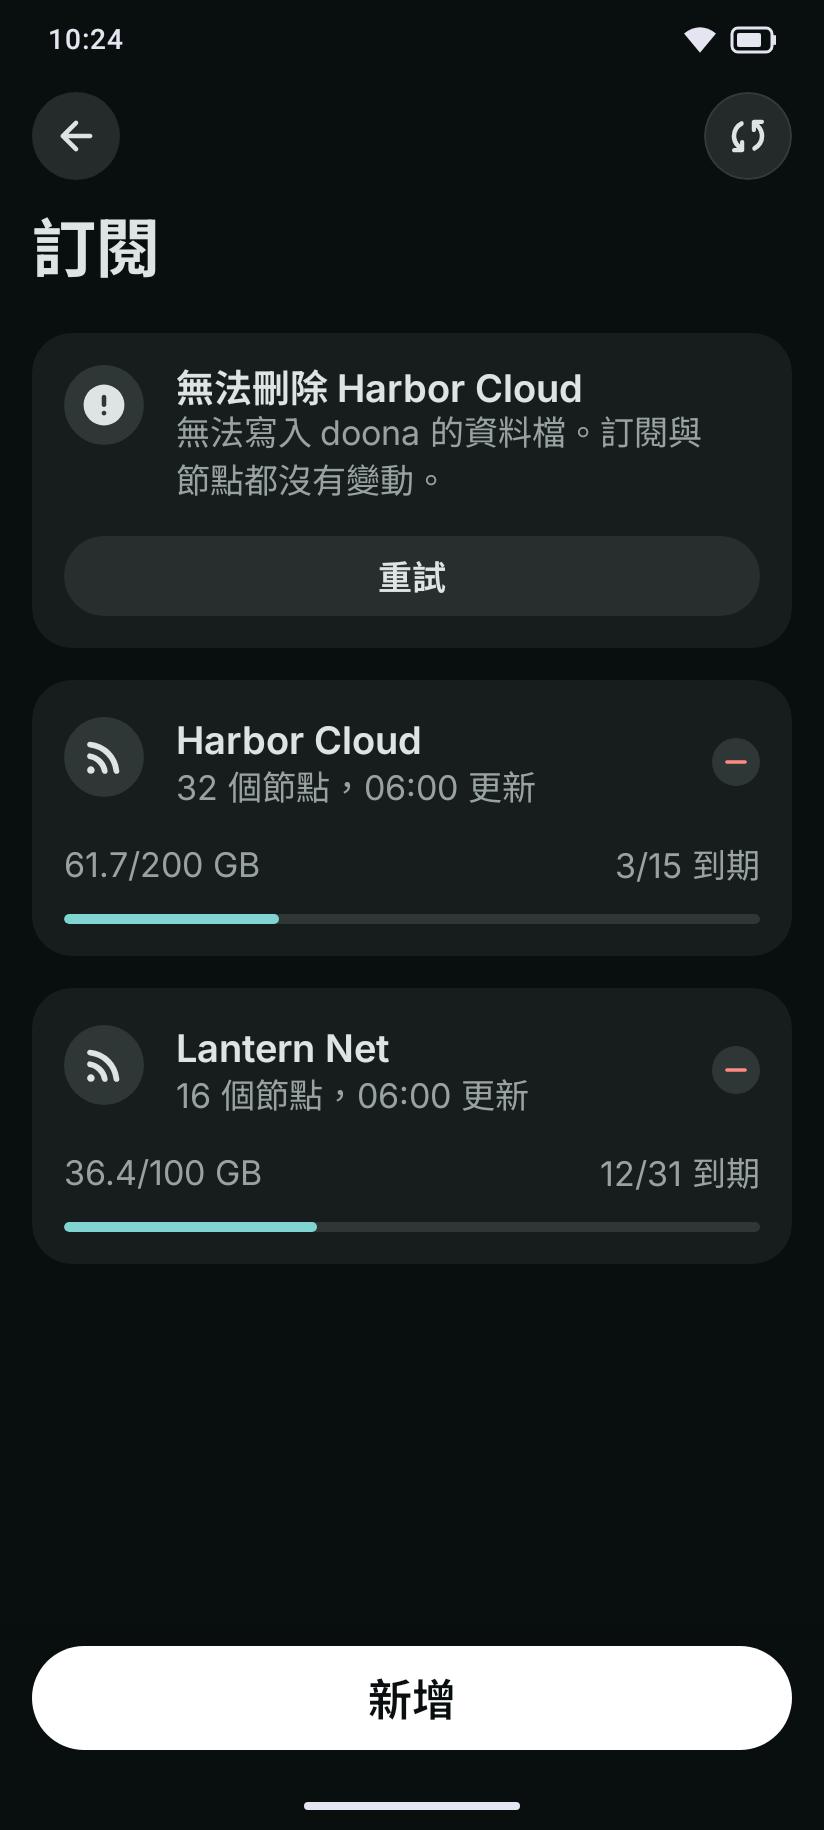 10:24
訂閱
無法刪除 Harbor Cloud
無法寫入 doona 的資料檔。訂閱與
節點都沒有變動。
重試
Harbor Cloud
32 個節點，06:00 更新
61.7/200 GB
3/15 到期
Lantern Net
16 個節點，06:00 更新
36.4/100 GB
12/31 到期
新增